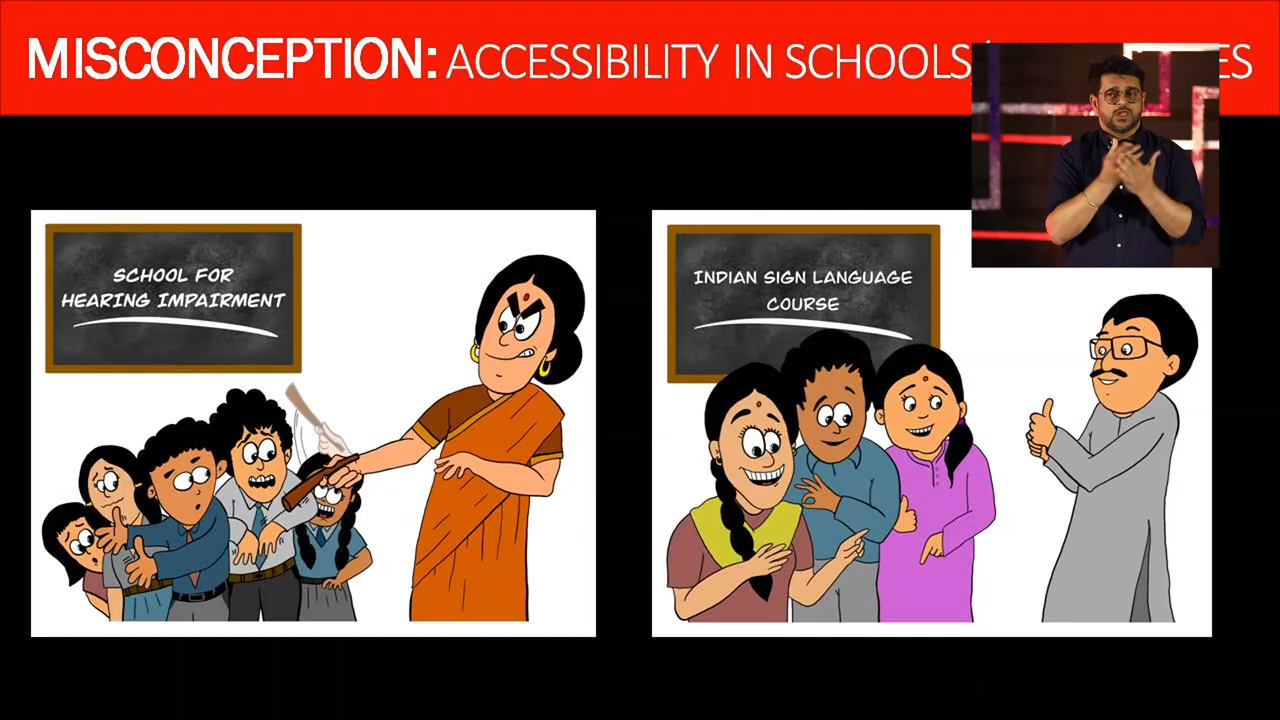 MISCONCEPTION: ACCESSIBILITY IN SCHOOLS/
SCHOOL FOR
HEARING IMPAIRMENT
INDIAN SIGN LANGUAGE
COURSE